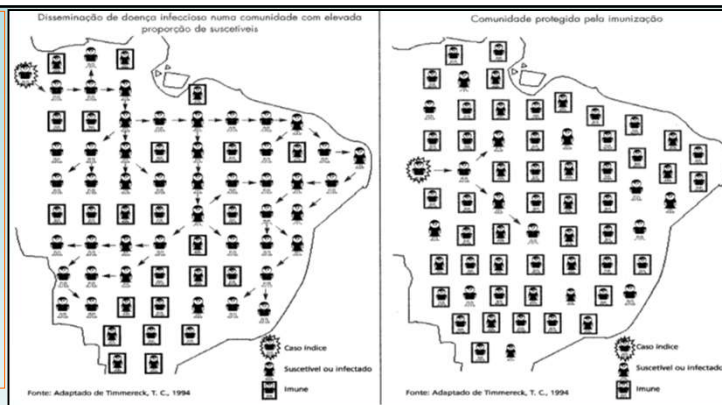 Disseminação de doença infeccioso numa comunidade com elevada
proporção de suscetíveis
Caso índice
Suscetível ou infectado
Imune
Fonte: Adaptado de Timmereck, T. C., 1994
Comunidade protegida pela imunização
Caso índice
Suscetível ou infectado
Imune
Fonte: Adaptado de Timmereck, T. C., 1994